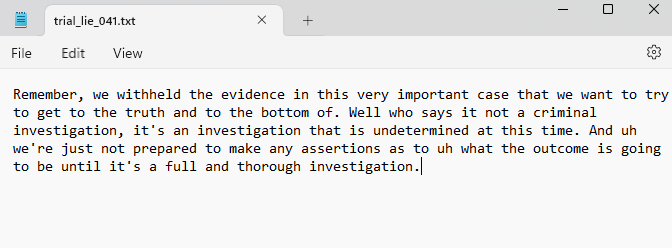 trial_lie_041.txt
File Edit View
Remember, we withheld the evidence in this very important case that we want to try
to get to the truth and to the bottom of. Well who says it not a criminal
investigation, it's an investigation that is undetermined at this time. And uh
we're just not prepared to make any assertions as to uh what the outcome is going
to be until it's a full and thorough investigation.